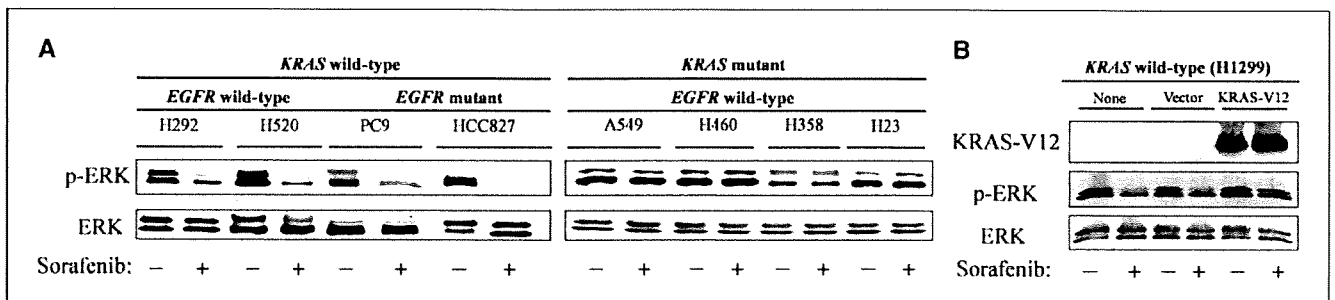 A
KRAS wild-type
KRAS mutant
EGFR wild-type
EGFR mutant
EGFR wild-type
H292
H520
PC9
HCC827
A549
H460
H358
H23
p-ERK
ERK
Sorafenib: − + − + − + − + − + − + − + − +
B
KRAS wild-type (H1299)
None
Vector
KRAS-V12
KRAS-V12
p-ERK
ERK
Sorafenib: − + − + − +